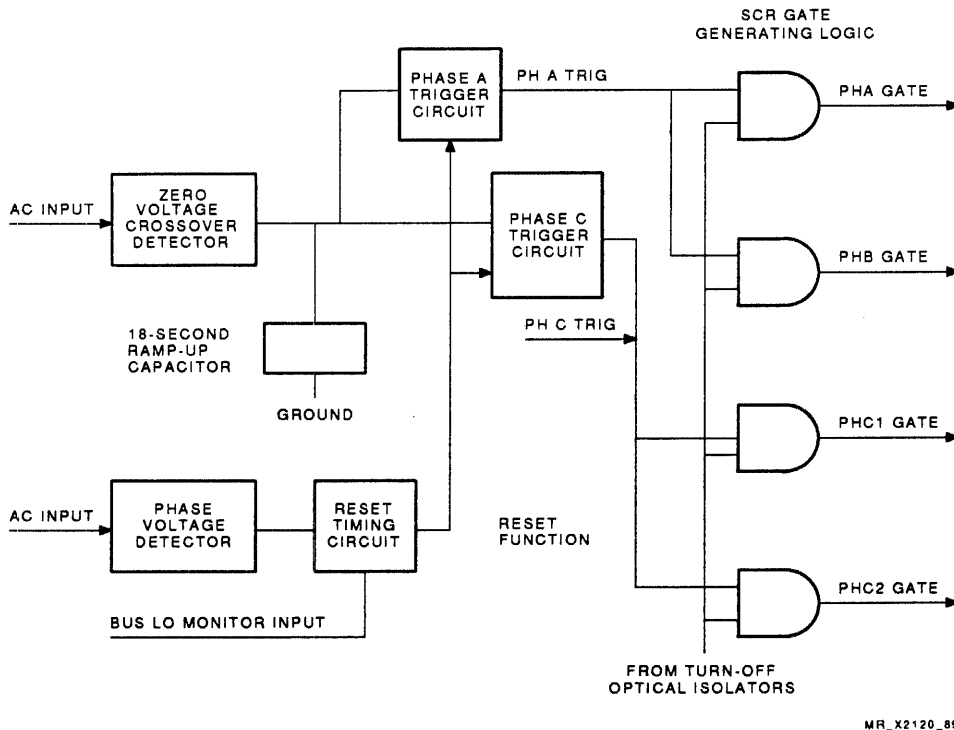 SCR GATE
GENERATING LOGIC
PHASE A
TRIGGER
CIRCUIT
PH A TRIG
PHA GATE
AC INPUT
ZERO
VOLTAGE
CROSSOVER
DETECTOR
PHASE C
TRIGGER
CIRCUIT
PHB GATE
18-SECOND
RAMP-UP
CAPACITOR
PH C TRIG
GROUND
PHC1 GATE
AC INPUT
PHASE
VOLTAGE
DETECTOR
RESET
TIMING
CIRCUIT
RESET
FUNCTION
PHC2 GATE
BUS LO MONITOR INPUT
FROM TURN-OFF
OPTICAL ISOLATORS
MR_X2120_89